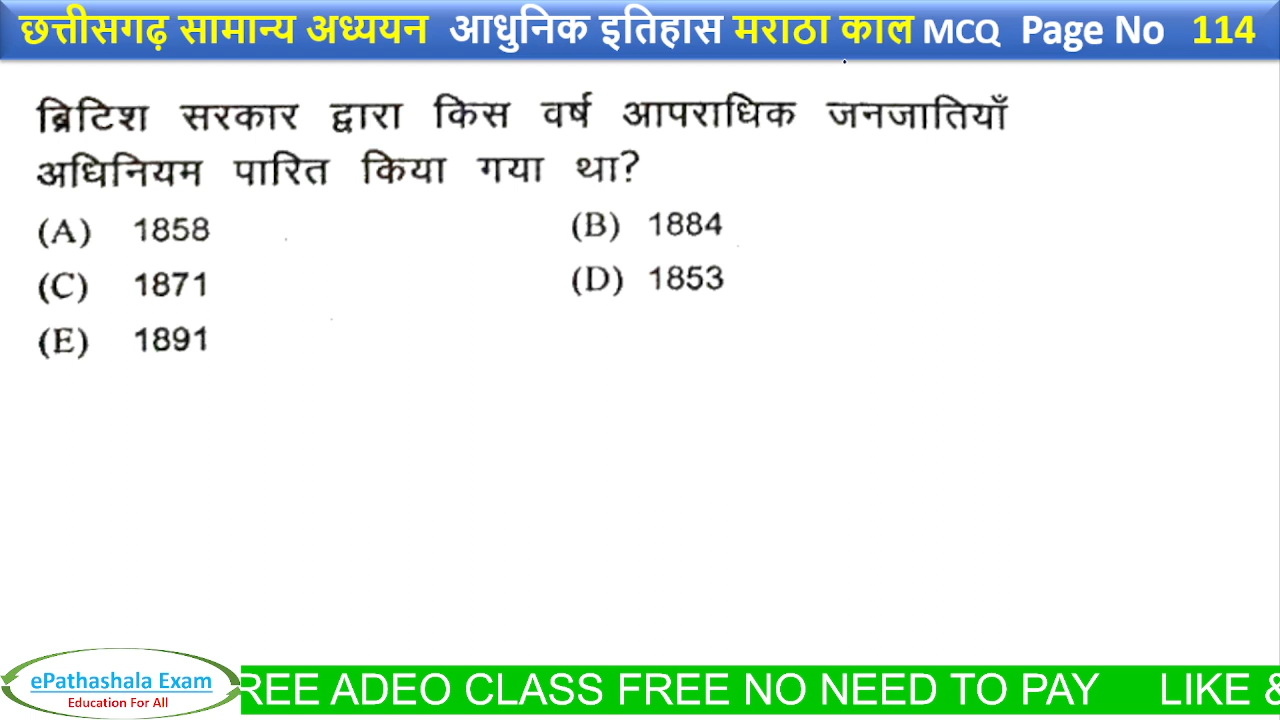 छत्तीसगढ़ सामान्य अध्ययन आधुनिक इतिहास मराठा काल MCQ Page No 114
ब्रिटिश सरकार द्वारा किस वर्ष आपराधिक जनजातियाँ
अधिनियम पारित किया गया था?
(A) 1858 (B) 1884
(C) 1871 (D) 1853
(E) 1891
ePathashala Exam
Education For All
REE ADEO CLASS FREE NO NEED TO PAY LIKE &